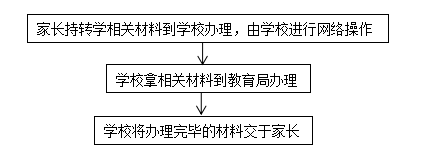 家长持转学相关材料到学校办理，由学校进行网络操作
学校拿相关材料到教育局办理
学校将办理完毕的材料交于家长